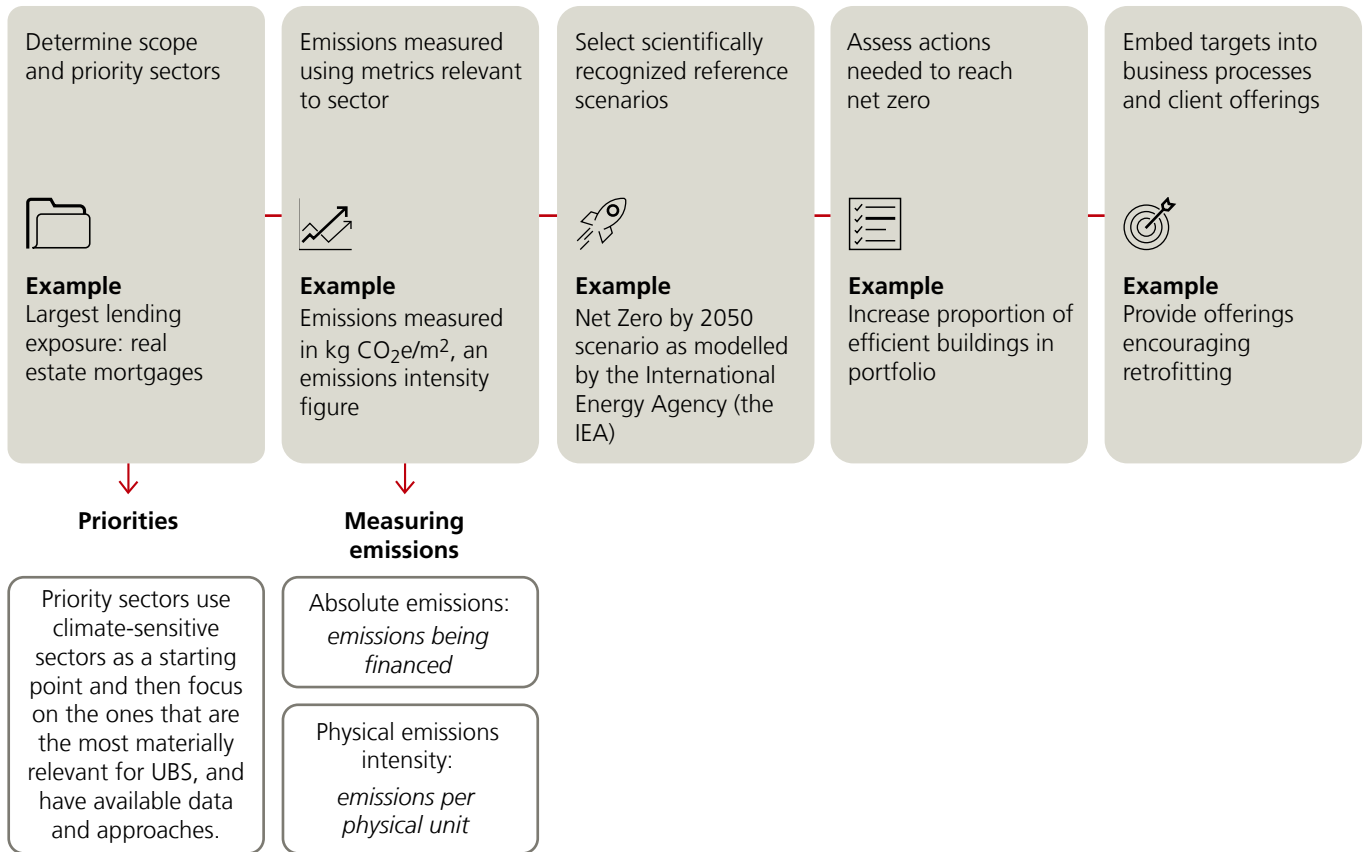 Determine scope
and priority sectors
Example
Largest lending
exposure: real
estate mortgages
Emissions measured
using metrics relevant
to sector
Example
Emissions measured
in kg CO₂e/m², an
emissions intensity
figure
Select scientifically
recognized reference
scenarios
Example
Net Zero by 2050
scenario as modelled
by the International
Energy Agency (the
IEA)
Assess actions
needed to reach
net zero
Example
Increase proportion of
efficient buildings in
portfolio
Embed targets into
business processes
and client offerings
Example
Provide offerings
encouraging
retrofitting
Priorities
Priority sectors use
climate-sensitive
sectors as a starting
point and then focus
on the ones that are
the most materially
relevant for UBS, and
have available data
and approaches.
Measuring
emissions
Absolute emissions:
emissions being
financed
Physical emissions
intensity:
emissions per
physical unit